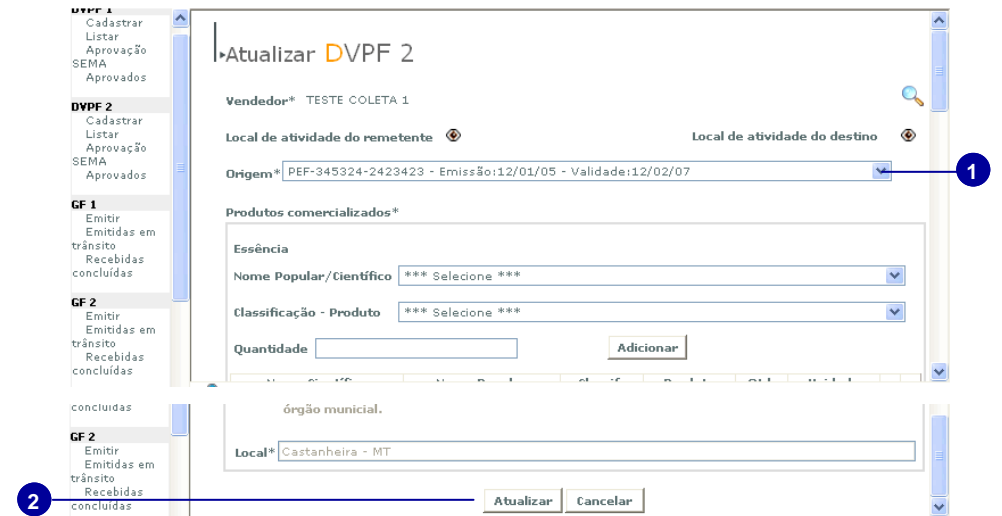 DVPF 1
Cadastrar
Listar
Aprovação
SEMA
Aprovados
DVPF 2
Cadastrar
Listar
Aprovação
SEMA
Aprovados
GF 1
Emitir
Emitidas em
trânsito
Recebidas
concluídas
GF 2
Emitir
Emitidas em
trânsito
Recebidas
concluídas
Atualizar DVPF 2
Vendedor* TESTE COLETA 1
Local de atividade do remetente Local de atividade do destino
Origem* PEF-345324-2423423 - Emissão:12/01/05 - Validade:12/02/07
1
Produtos comercializados*
Essência
Nome Popular/Científico *** Selecione ***
Classificação - Produto *** Selecione ***
Quantidade Adicionar
concluídas
GF 2
Emitir
Emitidas em
trânsito
Recebidas
concluídas
órgão municial.
Local* Castanheira - MT
2
Atualizar Cancelar